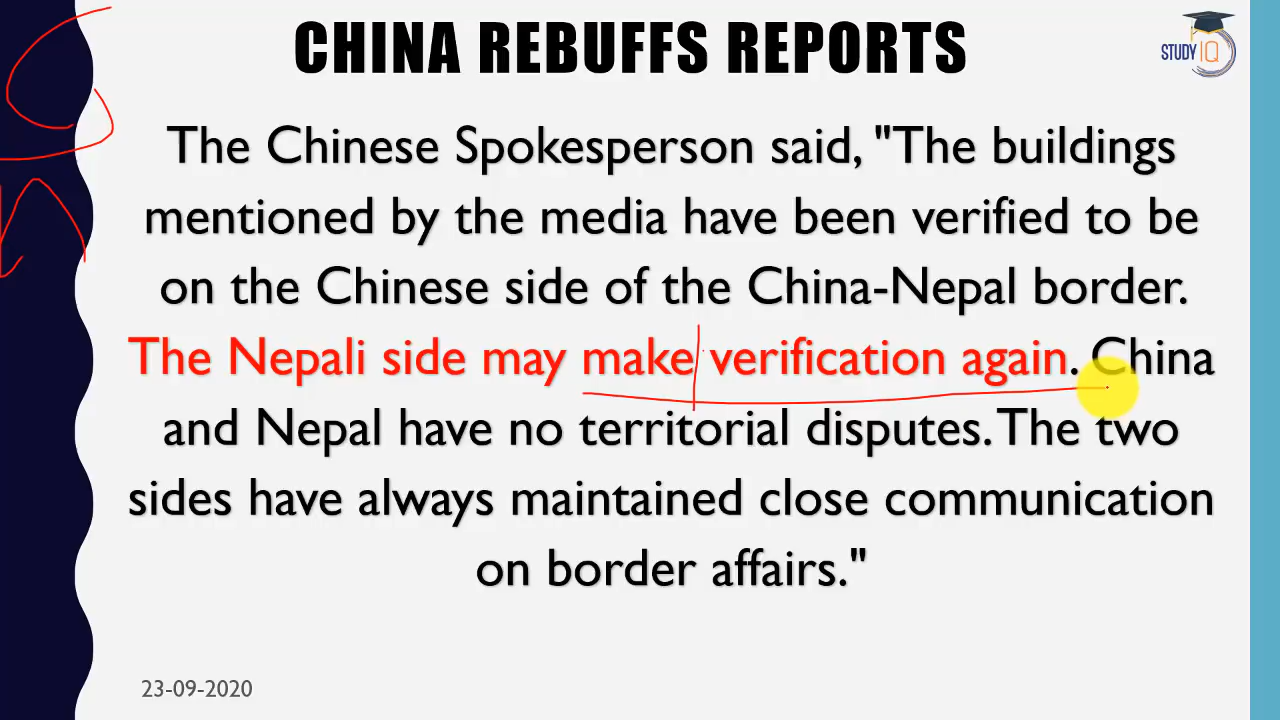 CHINA REBUFFS REPORTS
STUDY IQ
The Chinese Spokesperson said, "The buildings
mentioned by the media have been verified to be
on the Chinese side of the China-Nepal border.
The Nepali side may make verification again. China
and Nepal have no territorial disputes. The two
sides have always maintained close communication
on border affairs."
23-09-2020